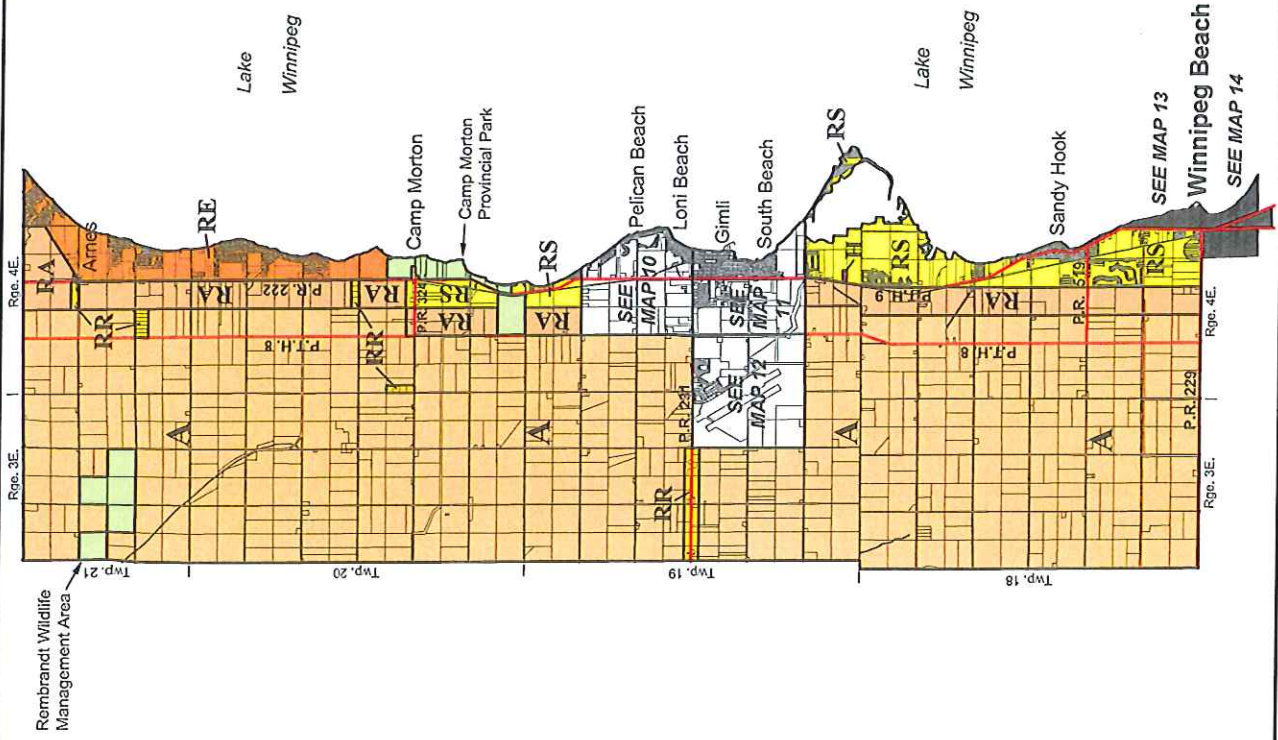 Rge. 3E.
Rge. 4E.
Rembrandt Wildlife
Management Area
RA
Arnes
RR
RE
Lake
Winnipeg
Twp. 21
A
P.T.H. 8
RA
P.R. 222
RR
RA
Twp. 20
P.R. 324
RS
RA
Camp Morton
Camp Morton
Provincial Park
A
RA
RS
SEE
MAP 10
Pelican Beach
Loni Beach
Gimli
South Beach
RR
P.R. 231
Twp. 19
SEE
MAP 12
SEE
MAP
11
RS
A
H
RS
P.T.H. 9
RA
P.T.H. 8
Lake
Winnipeg
Twp. 18
A
P.R. 519
Sandy Hook
RS
P.R. 229
SEE MAP 13
Winnipeg Beach
SEE MAP 14
Rge. 3E.
Rge. 4E.